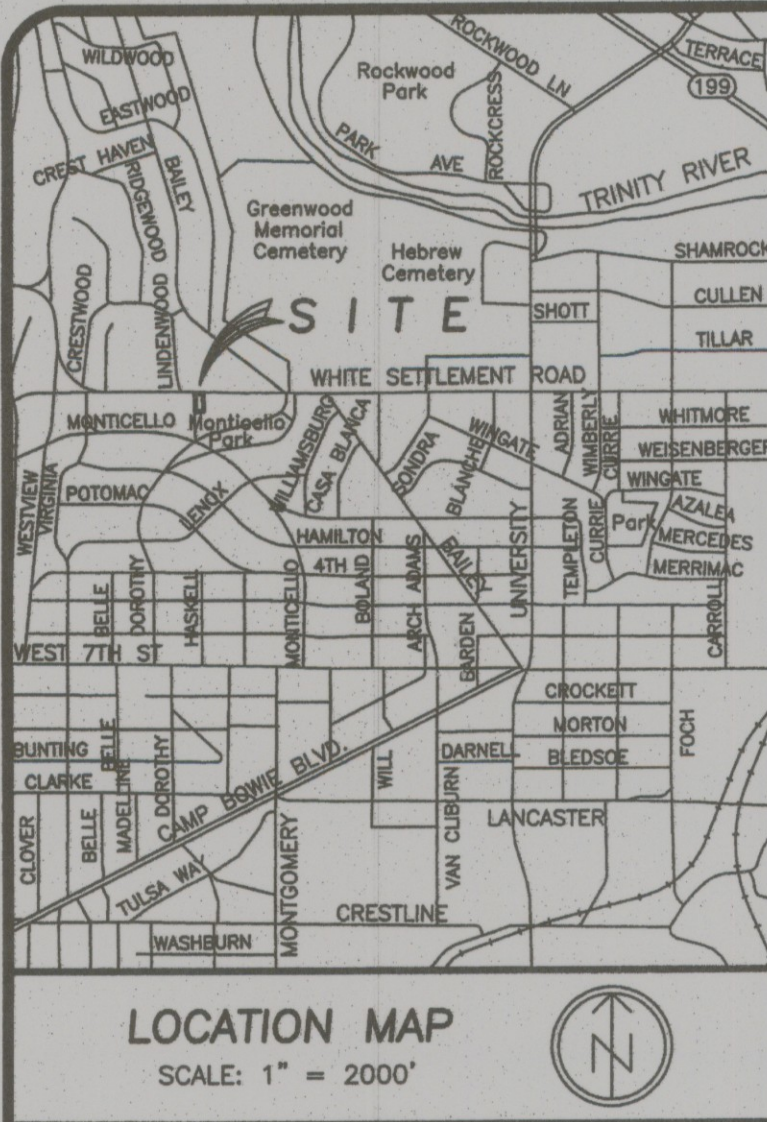 WILDWOOD
EASTWOOD
CREST HAVEN
RIDGEWOOD
BAILEY
Rockwood
Park
ROCKWOOD LN
ROCKCRESS
TERRACE
199
PARK AVE
TRINITY RIVER
Greenwood
Memorial
Cemetery
Hebrew
Cemetery
SHAMROCK
CRESTWOOD
LINDENWOOD
SITE
SHOTT
CULLEN
TILLAR
WHITE SETTLEMENT ROAD
MONTICELLO
Monticello
Park
WILLIAMSBURG
CASA BLANCA
SONDRA
BLANCHE
WINGATE
ADRIAN
WIMBERLY
CURRIE
WHITMORE
WEISENBERGER
WINGATE
WESTVIEW
VIRGINIA
POTOMAC
LENOX
AZALEA
Park
MERCEDES
MERRIMAC
HAMILTON
4TH
BAILEY
UNIVERSITY
TEMPLETON
CURRIE
BELLE
DOROTHY
HASKELL
MONTICELLO
BOLAND
ARCH ADAMS
BARDEN
CARROLL
WEST 7TH ST
CROCKETT
MORTON
BLEDSOE
FOCH
BUNTING
BELLE
DOROTHY
CLARKE
MADELINE
CAMP BOWIE BLVD.
WILL
DARNELL
VAN CLIBURN
LANCASTER
CLOVER
BELLE
TULSA WAY
MONTGOMERY
CRESTLINE
WASHBURN
LOCATION MAP
SCALE: 1" = 2000'
N